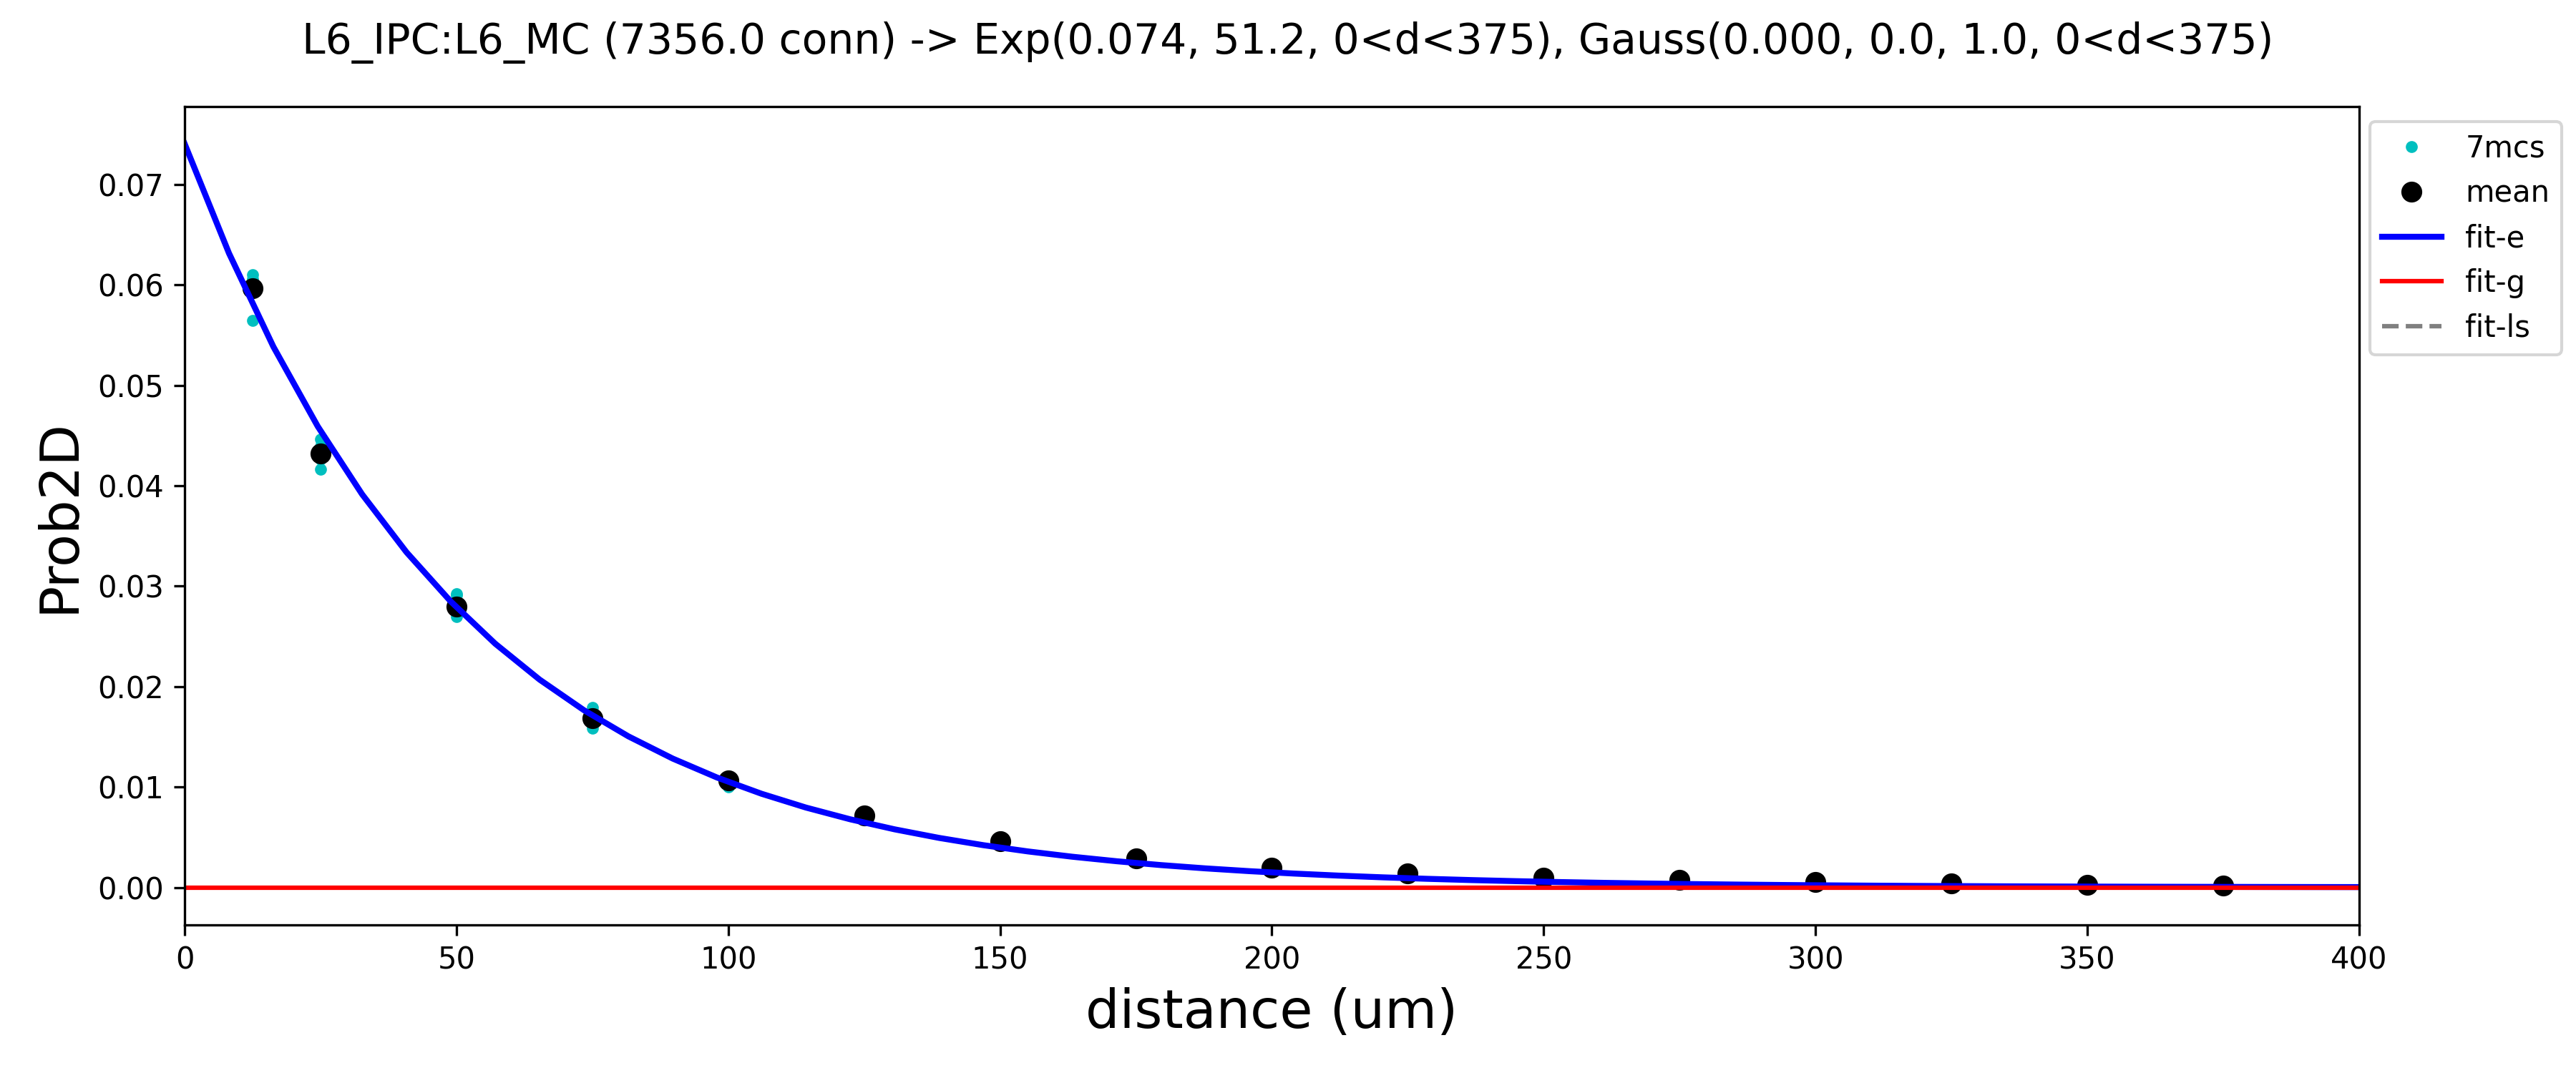 L6_IPC:L6_MC (7356.0 conn) -> Exp(0.074, 51.2, 0<d<375), Gauss(0.000, 0.0, 1.0, 0<d<375)
7mcs
mean
fit-e
fit-g
fit-ls
Prob2D
0.07
0.06
0.05
0.04
0.03
0.02
0.01
0.00
0 50 100 150 200 250 300 350 400
distance (um)